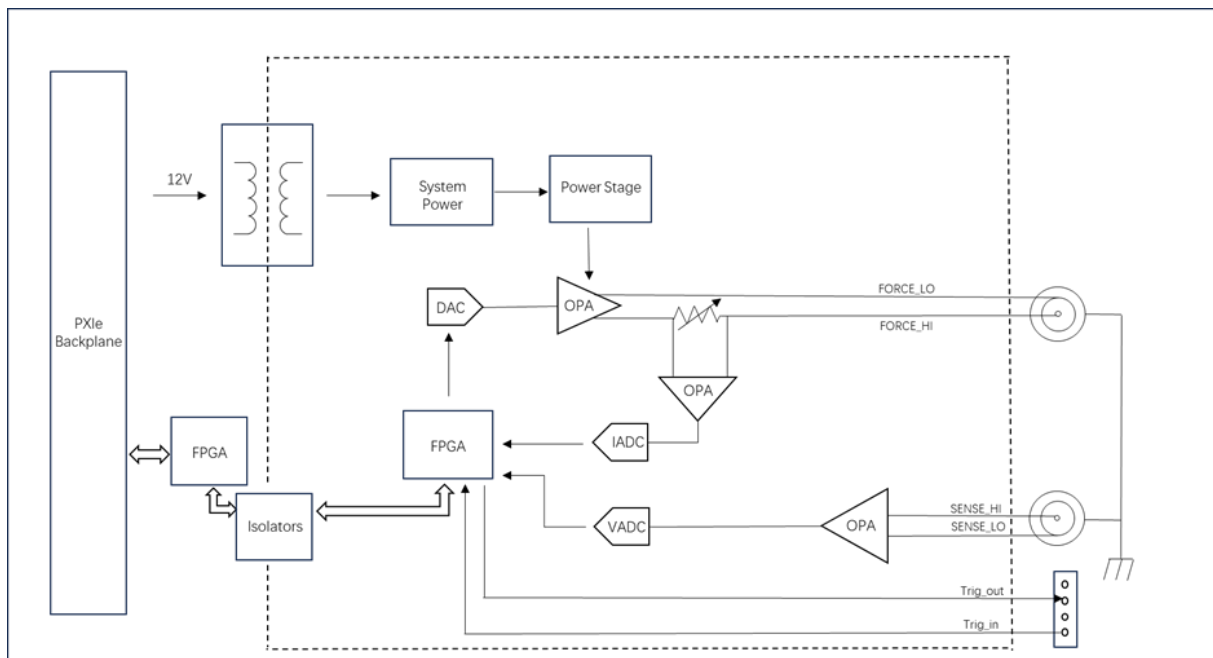 12V
System
Power
Power Stage
PXIe
Backplane
DAC
OPA
FORCE_LO
FORCE_HI
OPA
FPGA
IADC
FPGA
Isolators
VADC
OPA
SENSE_HI
SENSE_LO
Trig_out
Trig_in